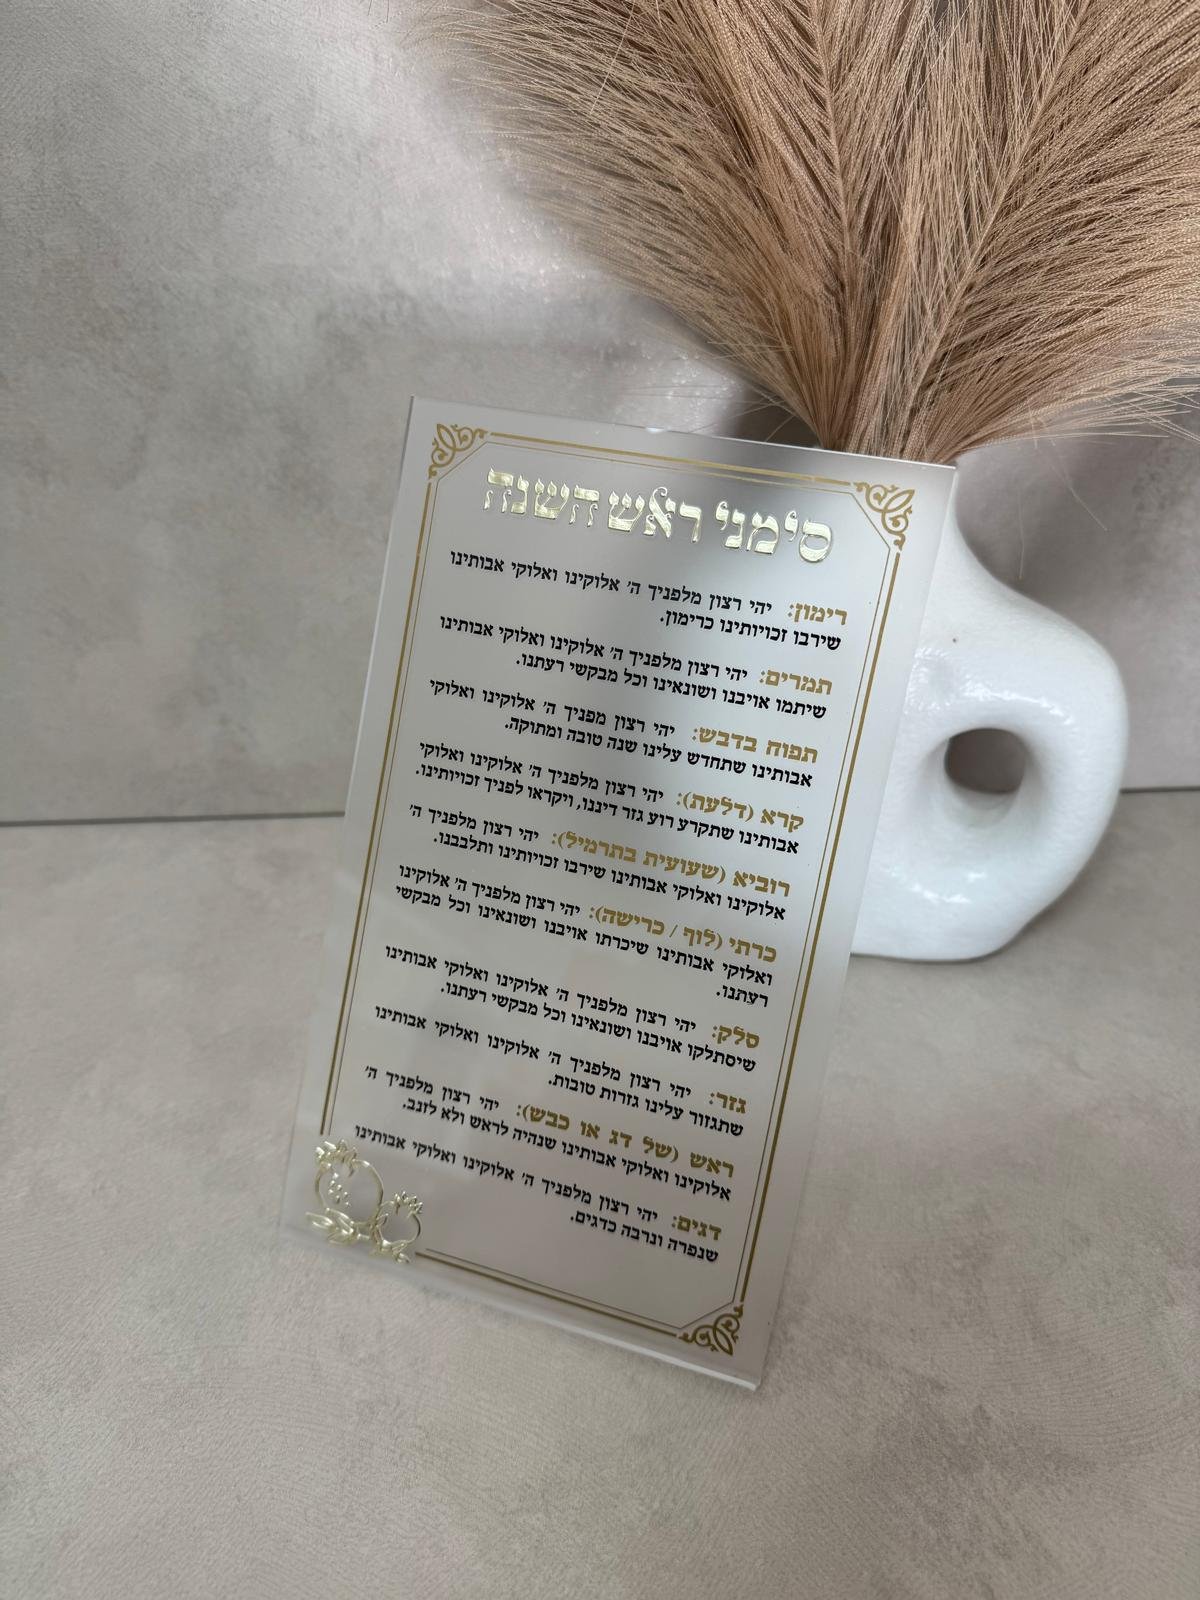 סימני ראש השנה
רימון: יהי רצון מלפניך ה' אלוקינו ואלוקי אבותינו
שירבו זכויותינו כרימון.
תמרים: יהי רצון מלפניך ה' אלוקינו ואלוקי אבותינו
שיתמו אויבנו ושונאינו וכל מבקשי רעתנו.
תפוח בדבש: יהי רצון מפניך ה' אלוקינו ואלוקי
אבותינו שתחדש עלינו שנה טובה ומתוקה.
קרא (דלעת): יהי רצון מלפניך ה' אלוקינו ואלוקי
אבותינו שתקרע רוע גזר דיננו, ויקראו לפניך זכויותינו.
רוביא (שעועית בתרמיל): יהי רצון מלפניך ה'
אלוקינו ואלוקי אבותינו שירבו זכויותינו ותלבבנו.
כרתי (לוף / כרישה): יהי רצון מלפניך ה' אלוקינו
ואלוקי אבותינו שיכרתו אויבנו ושונאינו וכל מבקשי
רעתנו.
סלק: יהי רצון מלפניך ה' אלוקינו ואלוקי אבותינו
שיסתלקו אויבנו ושונאינו וכל מבקשי רעתנו.
גזר: יהי רצון מלפניך ה' אלוקינו ואלוקי אבותינו
שתגזור עלינו גזרות טובות.
ראש (של דג או כבש): יהי רצון מלפניך ה'
אלוקינו ואלוקי אבותינו שנהיה לראש ולא לזנב.
דגים: יהי רצון מלפניך ה' אלוקינו ואלוקי אבותינו
שנפרה ונרבה כדגים.